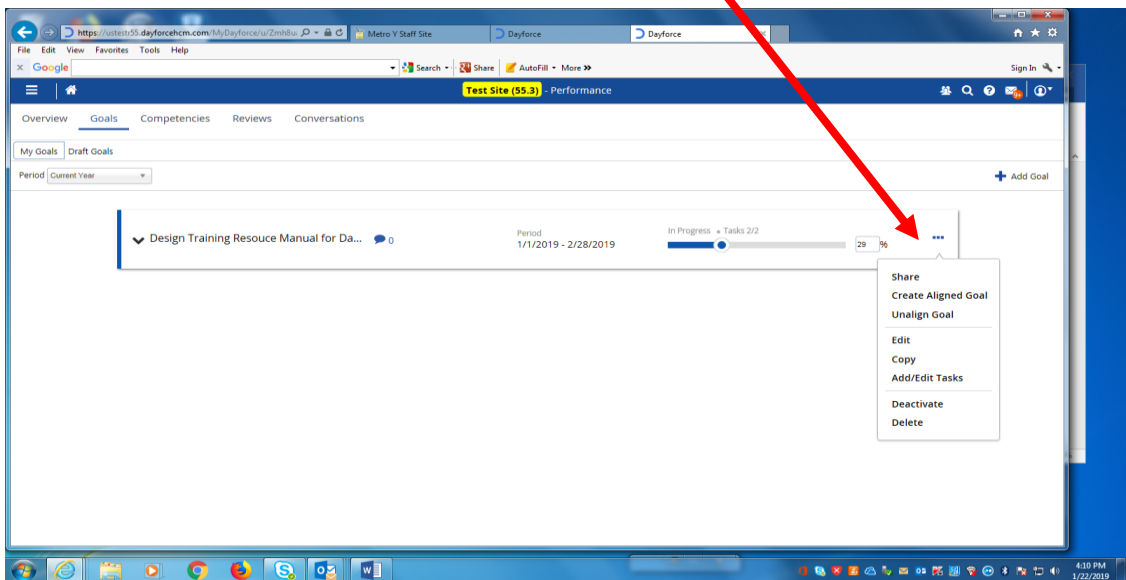 https://ustestr55.dayforcehcm.com/MyDayforce/u/Zmh8u
Metro Y Staff Site
Dayforce
Dayforce
File Edit View Favorites Tools Help
x Google
Search
Share
AutoFill
More »
Sign In
Test Site (55.3) - Performance
9+
Overview Goals Competencies Reviews Conversations
My Goals Draft Goals
Period Current Year
Add Goal
Design Training Resouce Manual for Da... 0
Period
1/1/2019 - 2/28/2019
In Progress Tasks 2/2
29 %
Share
Create Aligned Goal
Unalign Goal
Edit
Copy
Add/Edit Tasks
Deactivate
Delete
4:10 PM
1/22/2019